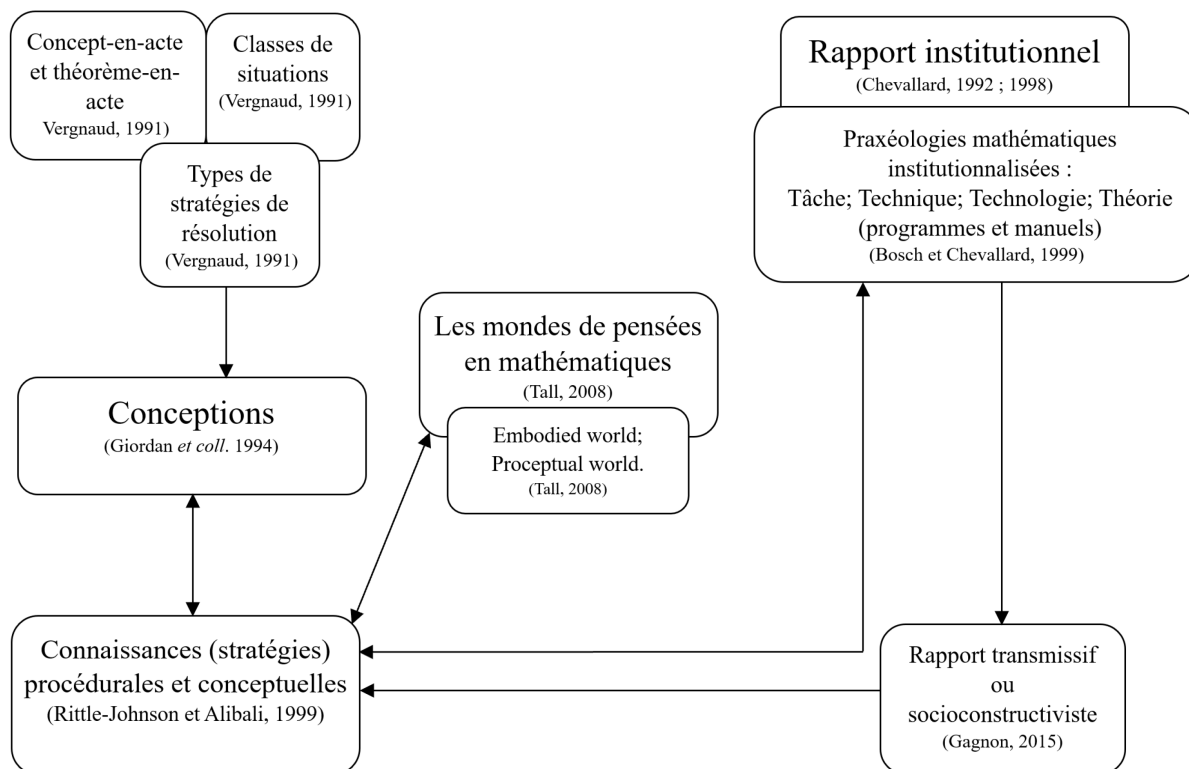 Concept-en-acte
et théorème-en-
acte
Vergnaud, 1991)
Classes de
situations
(Vergnaud, 1991)
Types de
stratégies de
résolution
(Vergnaud, 1991)
Rapport institutionnel
(Chevallard, 1992 ; 1998)
Praxéologies mathématiques
institutionnalisées :
Tâche; Technique; Technologie; Théorie
(programmes et manuels)
(Bosch et Chevallard, 1999)
Les mondes de pensées
en mathématiques
(Tall, 2008)
Embodied world;
Proceptual world.
(Tall, 2008)
Conceptions
(Giordan et coll. 1994)
Connaissances (stratégies)
procédurales et conceptuelles
(Rittle-Johnson et Alibali, 1999)
Rapport transmissif
ou
socioconstructiviste
(Gagnon, 2015)